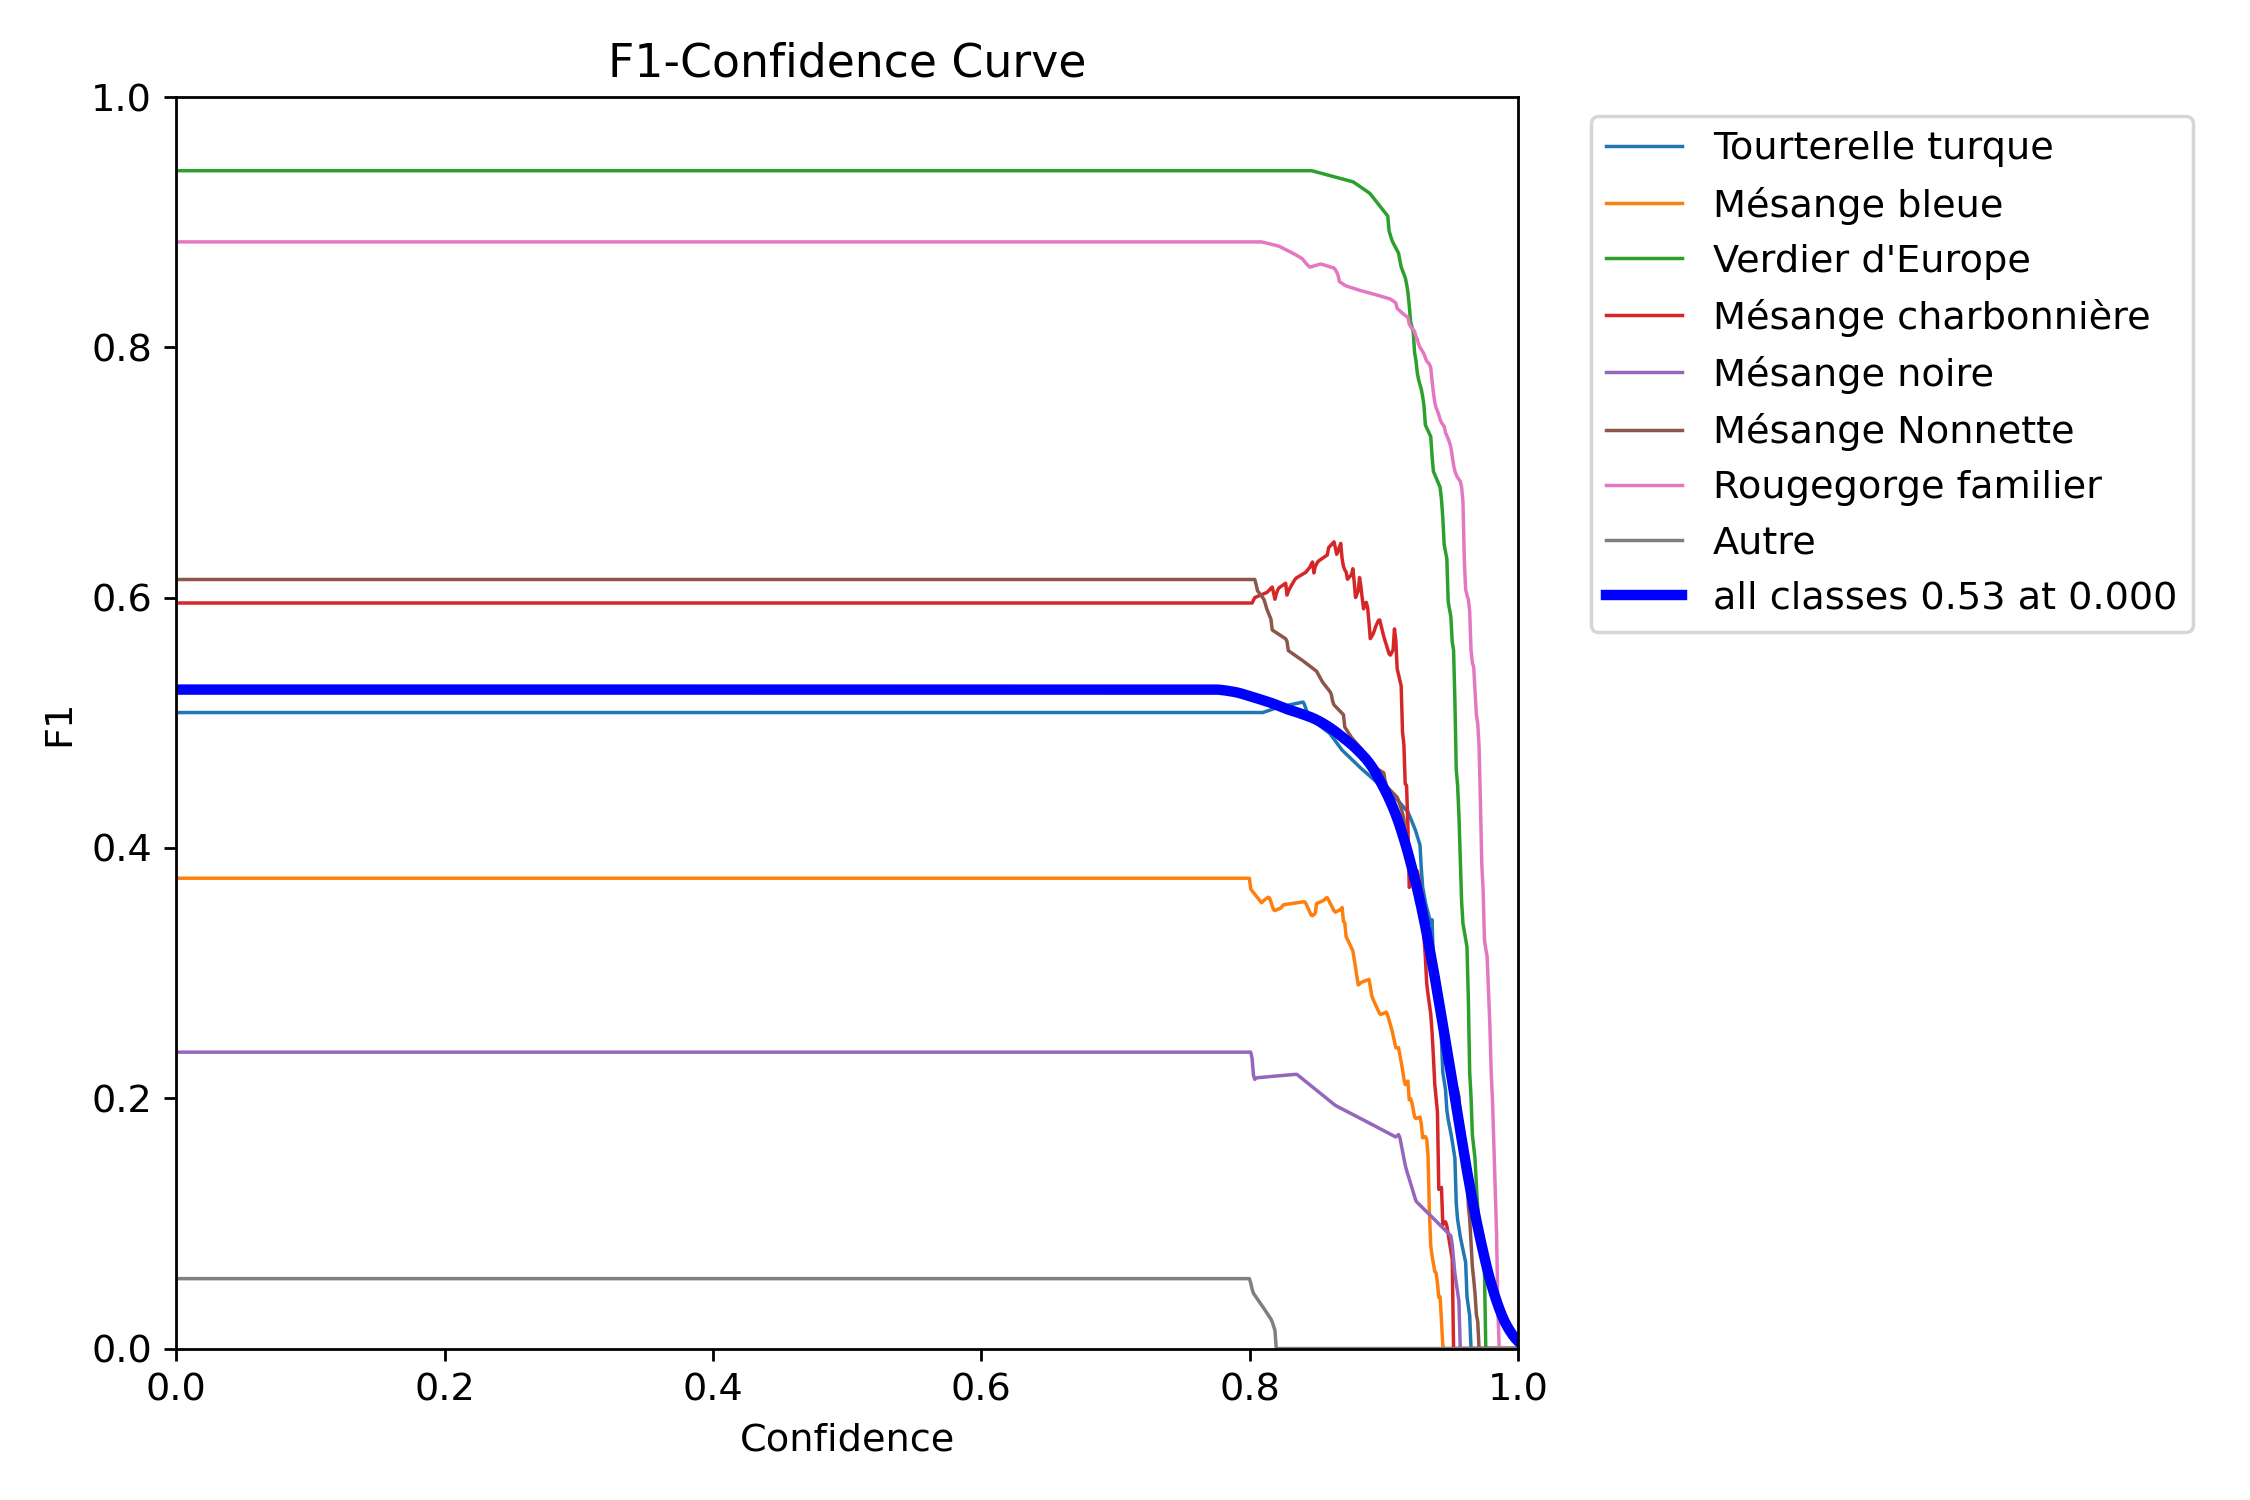 F1-Confidence Curve
1.0
0.8
0.6
0.4
0.2
0.0
F1
0.0 0.2 0.4 0.6 0.8 1.0
Confidence
Tourterelle turque
Mésange bleue
Verdier d'Europe
Mésange charbonnière
Mésange noire
Mésange Nonnette
Rougegorge familier
Autre
all classes 0.53 at 0.000